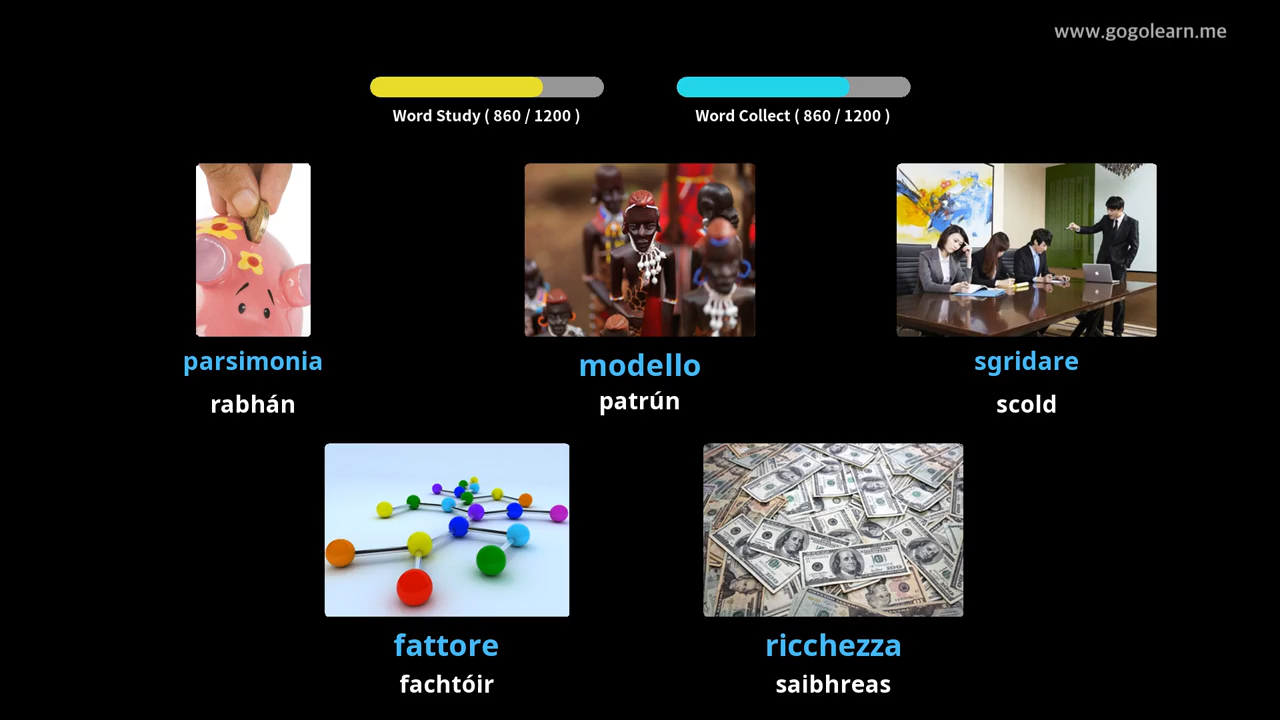 www.gogolearn.me
Word Study ( 860 / 1200 )
Word Collect ( 860 / 1200 )
parsimonia
rabhán
modello
patrún
sgridare
scold
fattore
fachtóir
ricchezza
saibhreas